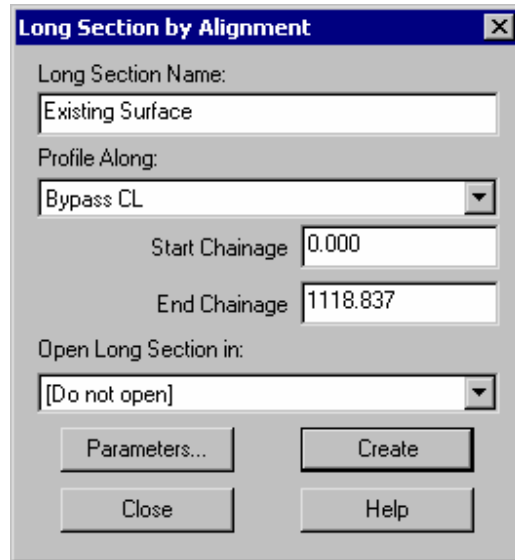 Long Section by Alignment
Long Section Name:
Existing Surface
Profile Along:
Bypass CL
Start Chainage 0.000
End Chainage 1118.837
Open Long Section in:
[Do not open]
Parameters... Create
Close Help